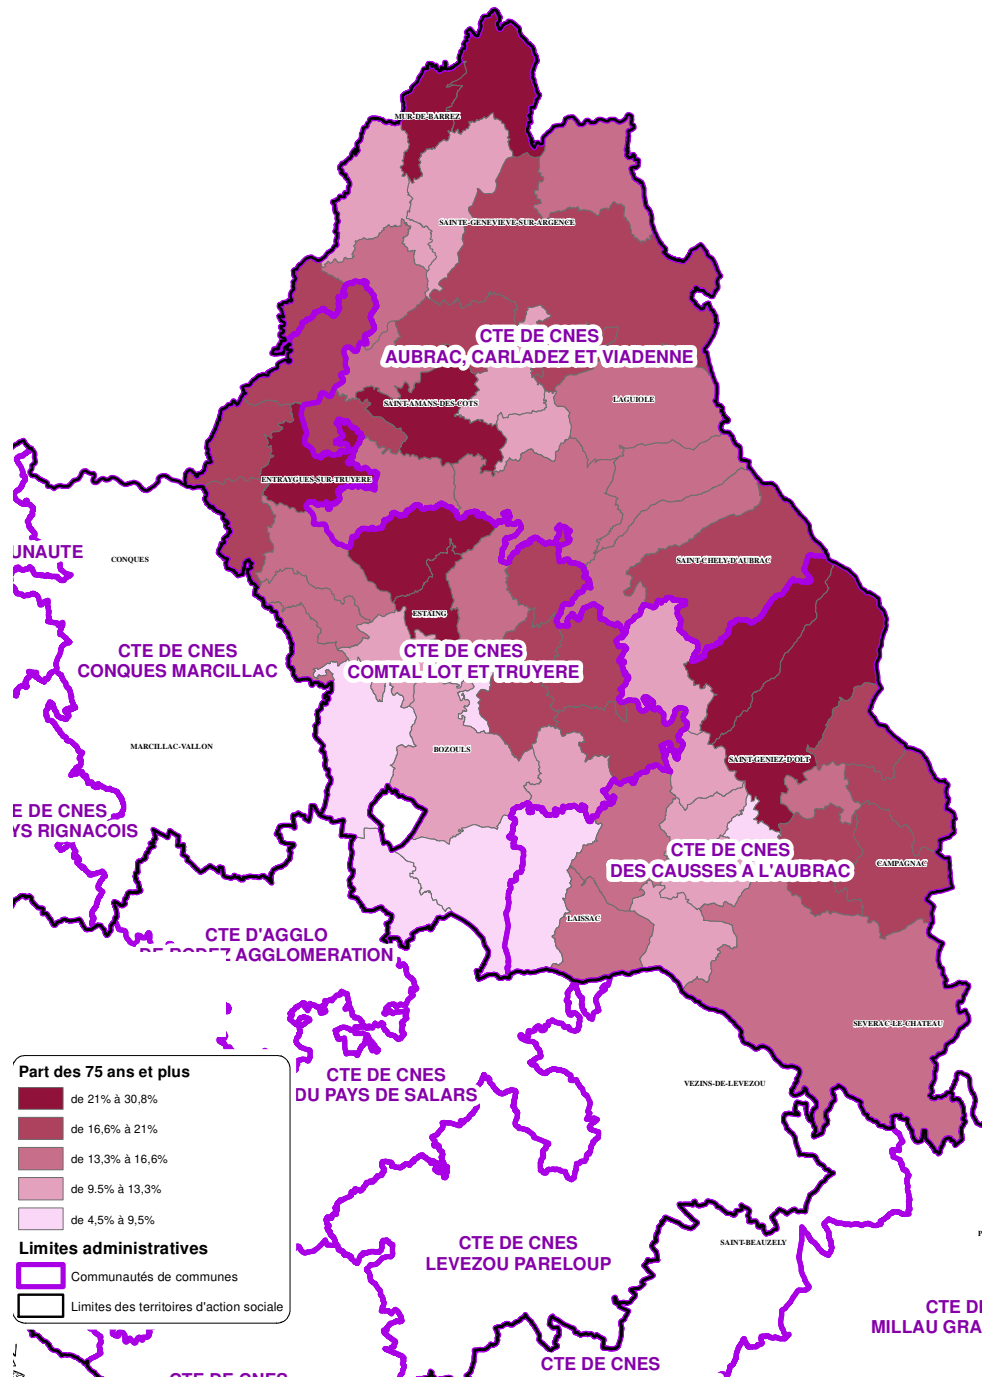 MUR-DE-BARREZ
SAINTE-GENEVIEVE-SUR-ARGENCE
CTE DE CNES
AUBRAC, CARLADEZ ET VIADENNE
SAINT-AMANS-DES-COTS
LAGUIOLE
ENTRAYGUES-SUR-TRUYERE
UNAUTE
CONQUES
SAINT-CHELY-D'AUBRAC
ESTAING
CTE DE CNES
CONQUES MARCILLAC
CTE DE CNES
COMTAL LOT ET TRUYERE
MARCILLAC-VALLON
BOZOULS
SAINT-GENIEZ-D'OLT
E DE CNES
YS RIGNACOIS
CTE DE CNES
DES CAUSSES A L'AUBRAC
CAMPAGNAC
LAISSAC
CTE D'AGGLO
DE RODEZ AGGLOMERATION
SEVERAC-LE-CHATEAU
CTE DE CNES
DU PAYS DE SALARS
VEZINS-DE-LEVEZOU
Part des 75 ans et plus
de 21% à 30,8%
de 16,6% à 21%
de 13,3% à 16,6%
de 9.5% à 13,3%
de 4,5% à 9,5%
Limites administratives
Communautés de communes
Limites des territoires d'action sociale
SAINT-BEAUZELY
CTE DE CNES
LEVEZOU PARELOUP
CTE DE
MILLAU GRA
CTE DE CNES
CTE DE CNES